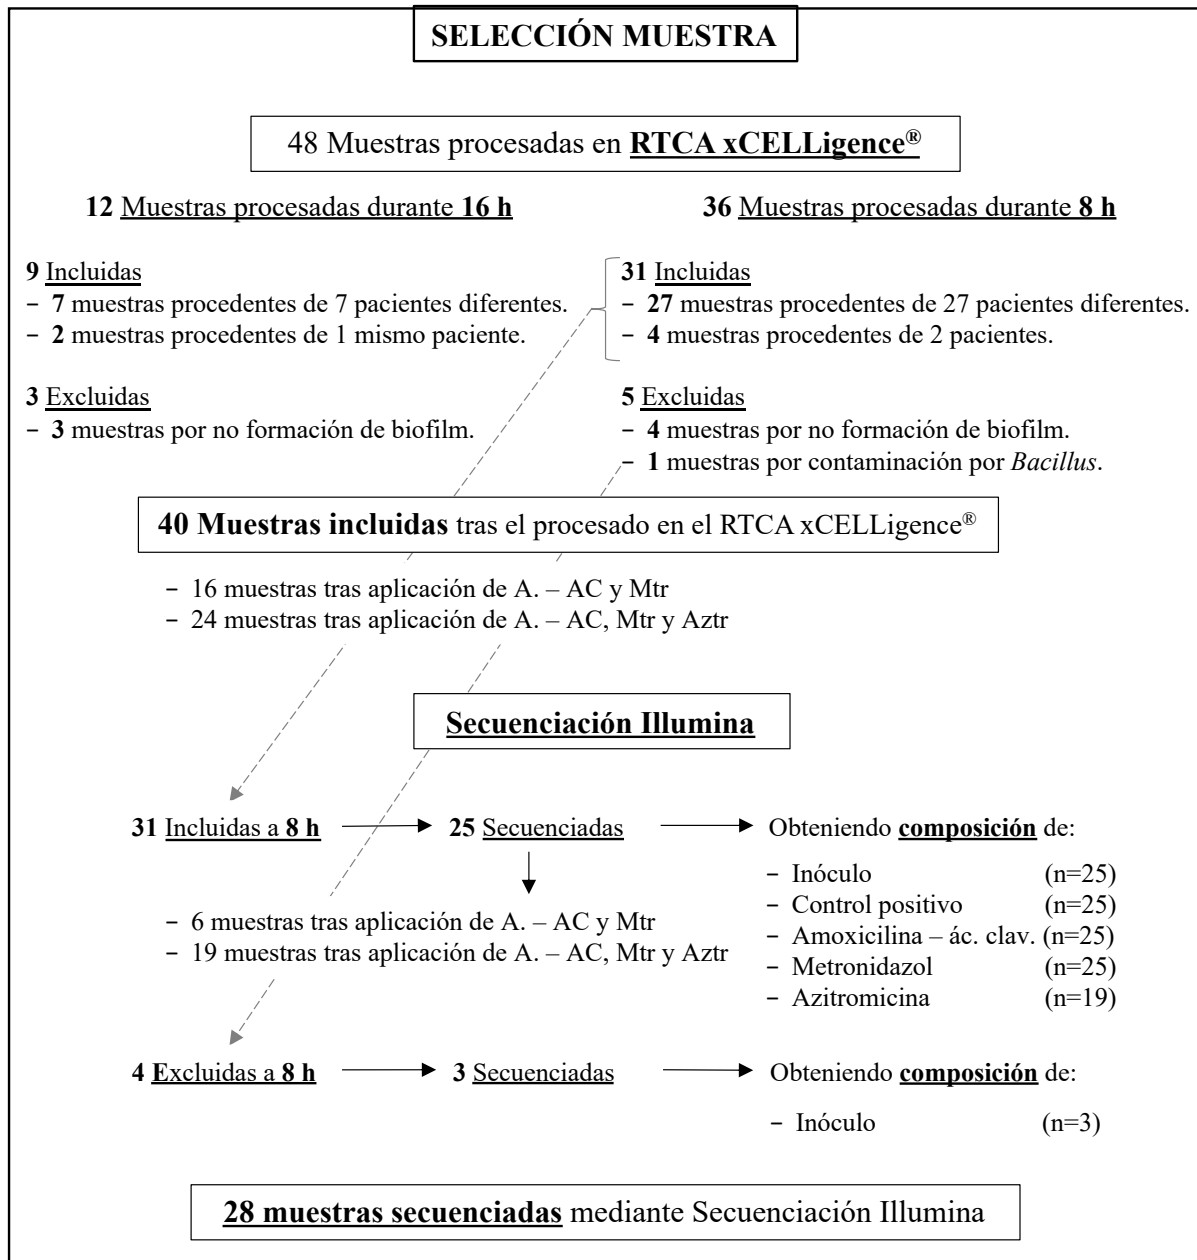 SELECCIÓN MUESTRA
48 Muestras procesadas en RTCA xCELLigence®
12 Muestras procesadas durante 16 h
9 Incluidas
− 7 muestras procedentes de 7 pacientes diferentes.
− 2 muestras procedentes de 1 mismo paciente.
3 Excluidas
− 3 muestras por no formación de biofilm.
36 Muestras procesadas durante 8 h
31 Incluidas
− 27 muestras procedentes de 27 pacientes diferentes.
− 4 muestras procedentes de 2 pacientes.
5 Excluidas
− 4 muestras por no formación de biofilm.
− 1 muestras por contaminación por Bacillus.
40 Muestras incluidas tras el procesado en el RTCA xCELLigence®
− 16 muestras tras aplicación de A. – AC y Mtr
− 24 muestras tras aplicación de A. – AC, Mtr y Aztr
Secuenciación Illumina
31 Incluidas a 8 h
25 Secuenciadas
− 6 muestras tras aplicación de A. – AC y Mtr
− 19 muestras tras aplicación de A. – AC, Mtr y Aztr
Obteniendo composición de:
− Inóculo (n=25)
− Control positivo (n=25)
− Amoxicilina – ác. clav. (n=25)
− Metronidazol (n=25)
− Azitromicina (n=19)
4 Excluidas a 8 h
3 Secuenciadas
Obteniendo composición de:
− Inóculo (n=3)
28 muestras secuenciadas mediante Secuenciación Illumina